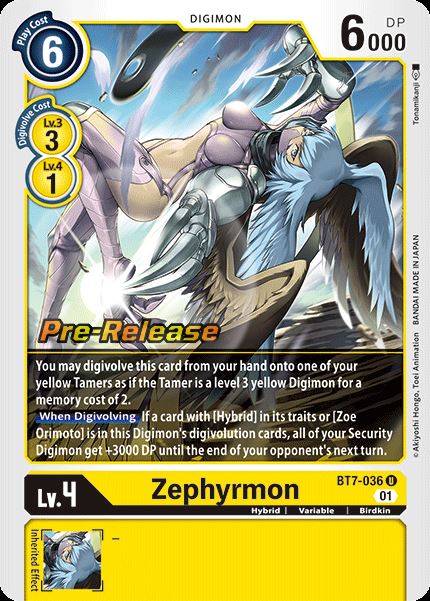 DIGIMON
Play Cost
6
DP
6000
Digivolve Cost
Lv.3
3
Lv.4
1
Tomamikanji
© Akiyoshi Hongo, Toei Animation BANDAI MADE IN JAPAN
Pre-Release
You may digivolve this card from your hand onto one of your
yellow Tamers as if the Tamer is a level 3 yellow Digimon for a
memory cost of 2.
When Digivolving If a card with [Hybrid] in its traits or [Zoe
Orimoto] is in this Digimon's digivolution cards, all of your Security
Digimon get +3000 DP until the end of your opponent's next turn.
BT7-036 U
Lv.4
Zephyrmon
01
Hybrid | Variable | Birdkin
Inherited Effect
–